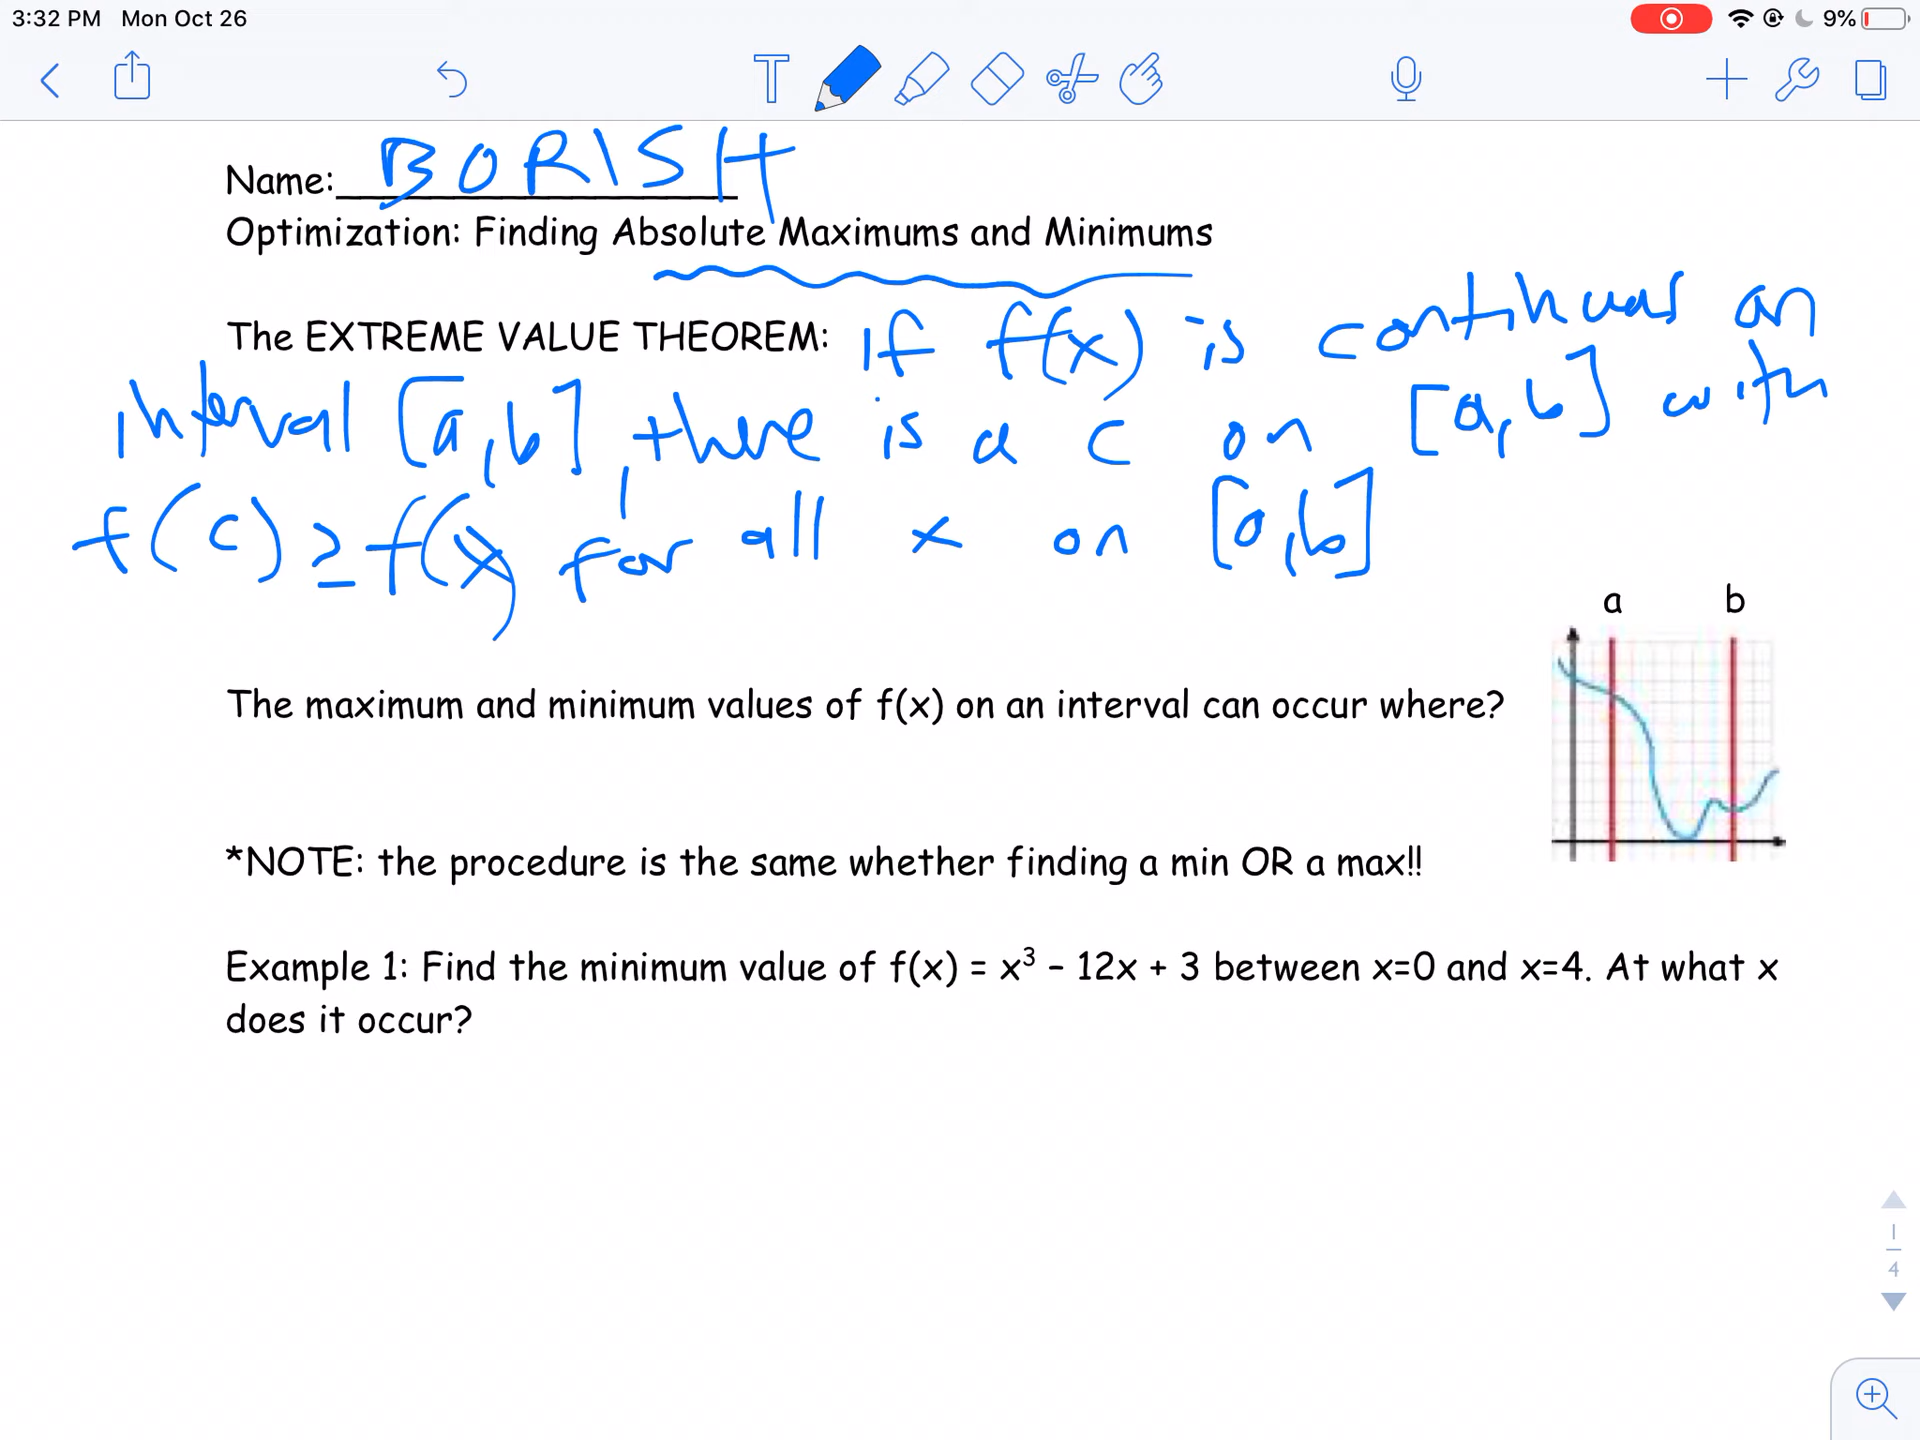 3:32 PM Mon Oct 26 9%
T
Name: BORISH
Optimization: Finding Absolute Maximums and Minimums
The EXTREME VALUE THEOREM: If f(x) is continuous on
interval [a,b], there is a c on [a,b] with
f(c) ≥ f(x) for all x on [a,b]
a b
The maximum and minimum values of f(x) on an interval can occur where?
*NOTE: the procedure is the same whether finding a min OR a max!!
Example 1: Find the minimum value of f(x) = x³ - 12x + 3 between x=0 and x=4. At what x
does it occur?
1
4